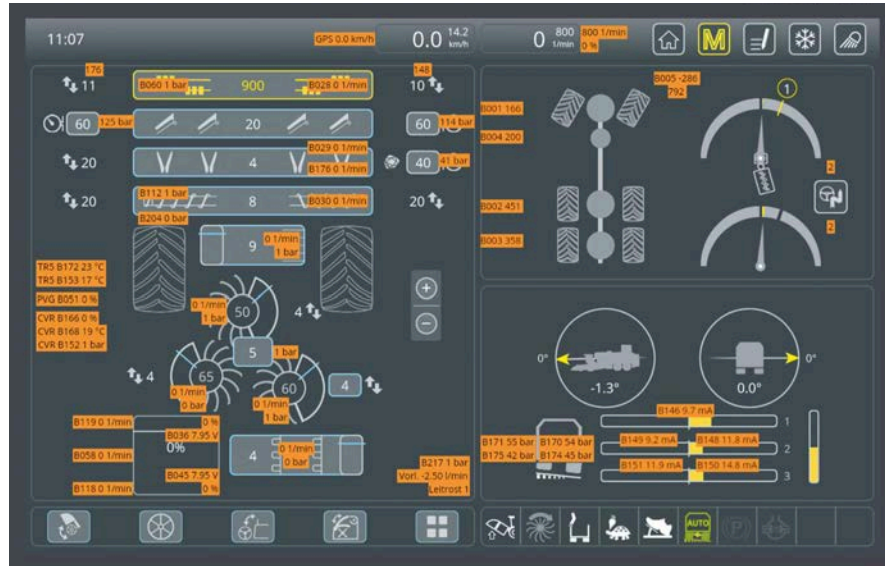 11:07
GPS 0.0 km/h
0.0 14.2 km/h
0 800 1/min
800 1/min
0 %
M
176
11
B060 1 bar
900
B028 0 1/min
148
10
60
125 bar
20
60
114 bar
20
4
B029 0 1/min
B176 0 1/min
40
41 bar
20
B112 1 bar
B204 0 bar
8
B030 0 1/min
20
9
0 1/min
1 bar
TR5 B172 23 °C
TR5 B153 17 °C
PVG B051 0 %
CVR B166 0 %
CVR B168 19 °C
CVR B152 1 bar
0 1/min
1 bar
50
4
5
1 bar
4
65
0 1/min
0 bar
60
0 1/min
1 bar
4
B119 0 1/min
0 %
B036 7.95 V
0%
B058 0 1/min
B045 7.95 V
B118 0 1/min
0 %
4
0 1/min
0 bar
B217 1 bar
Vorl. -2.50 l/min
Leitrost 1
B005 -286
792
1
B001 166
B004 200
B002 451
B003 358
2
2
0°
-1.3°
0.0°
0°
B146 9.7 mA
1
B171 55 bar
B170 54 bar
B175 42 bar
B174 45 bar
B149 9.2 mA
B148 11.8 mA
2
B151 11.9 mA
B150 14.8 mA
3
AUTO
P